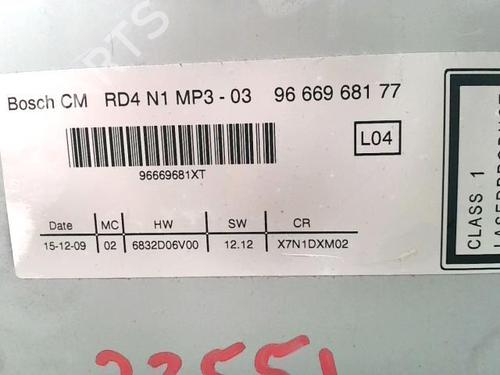 PARTS
Bosch CM RD4 N1 MP3 - 03 96 669 681 77
L04
96669681XT
Date MC HW SW CR
15-12-09 02 6832D06V00 12.12 X7N1DXM02
CLASS 1